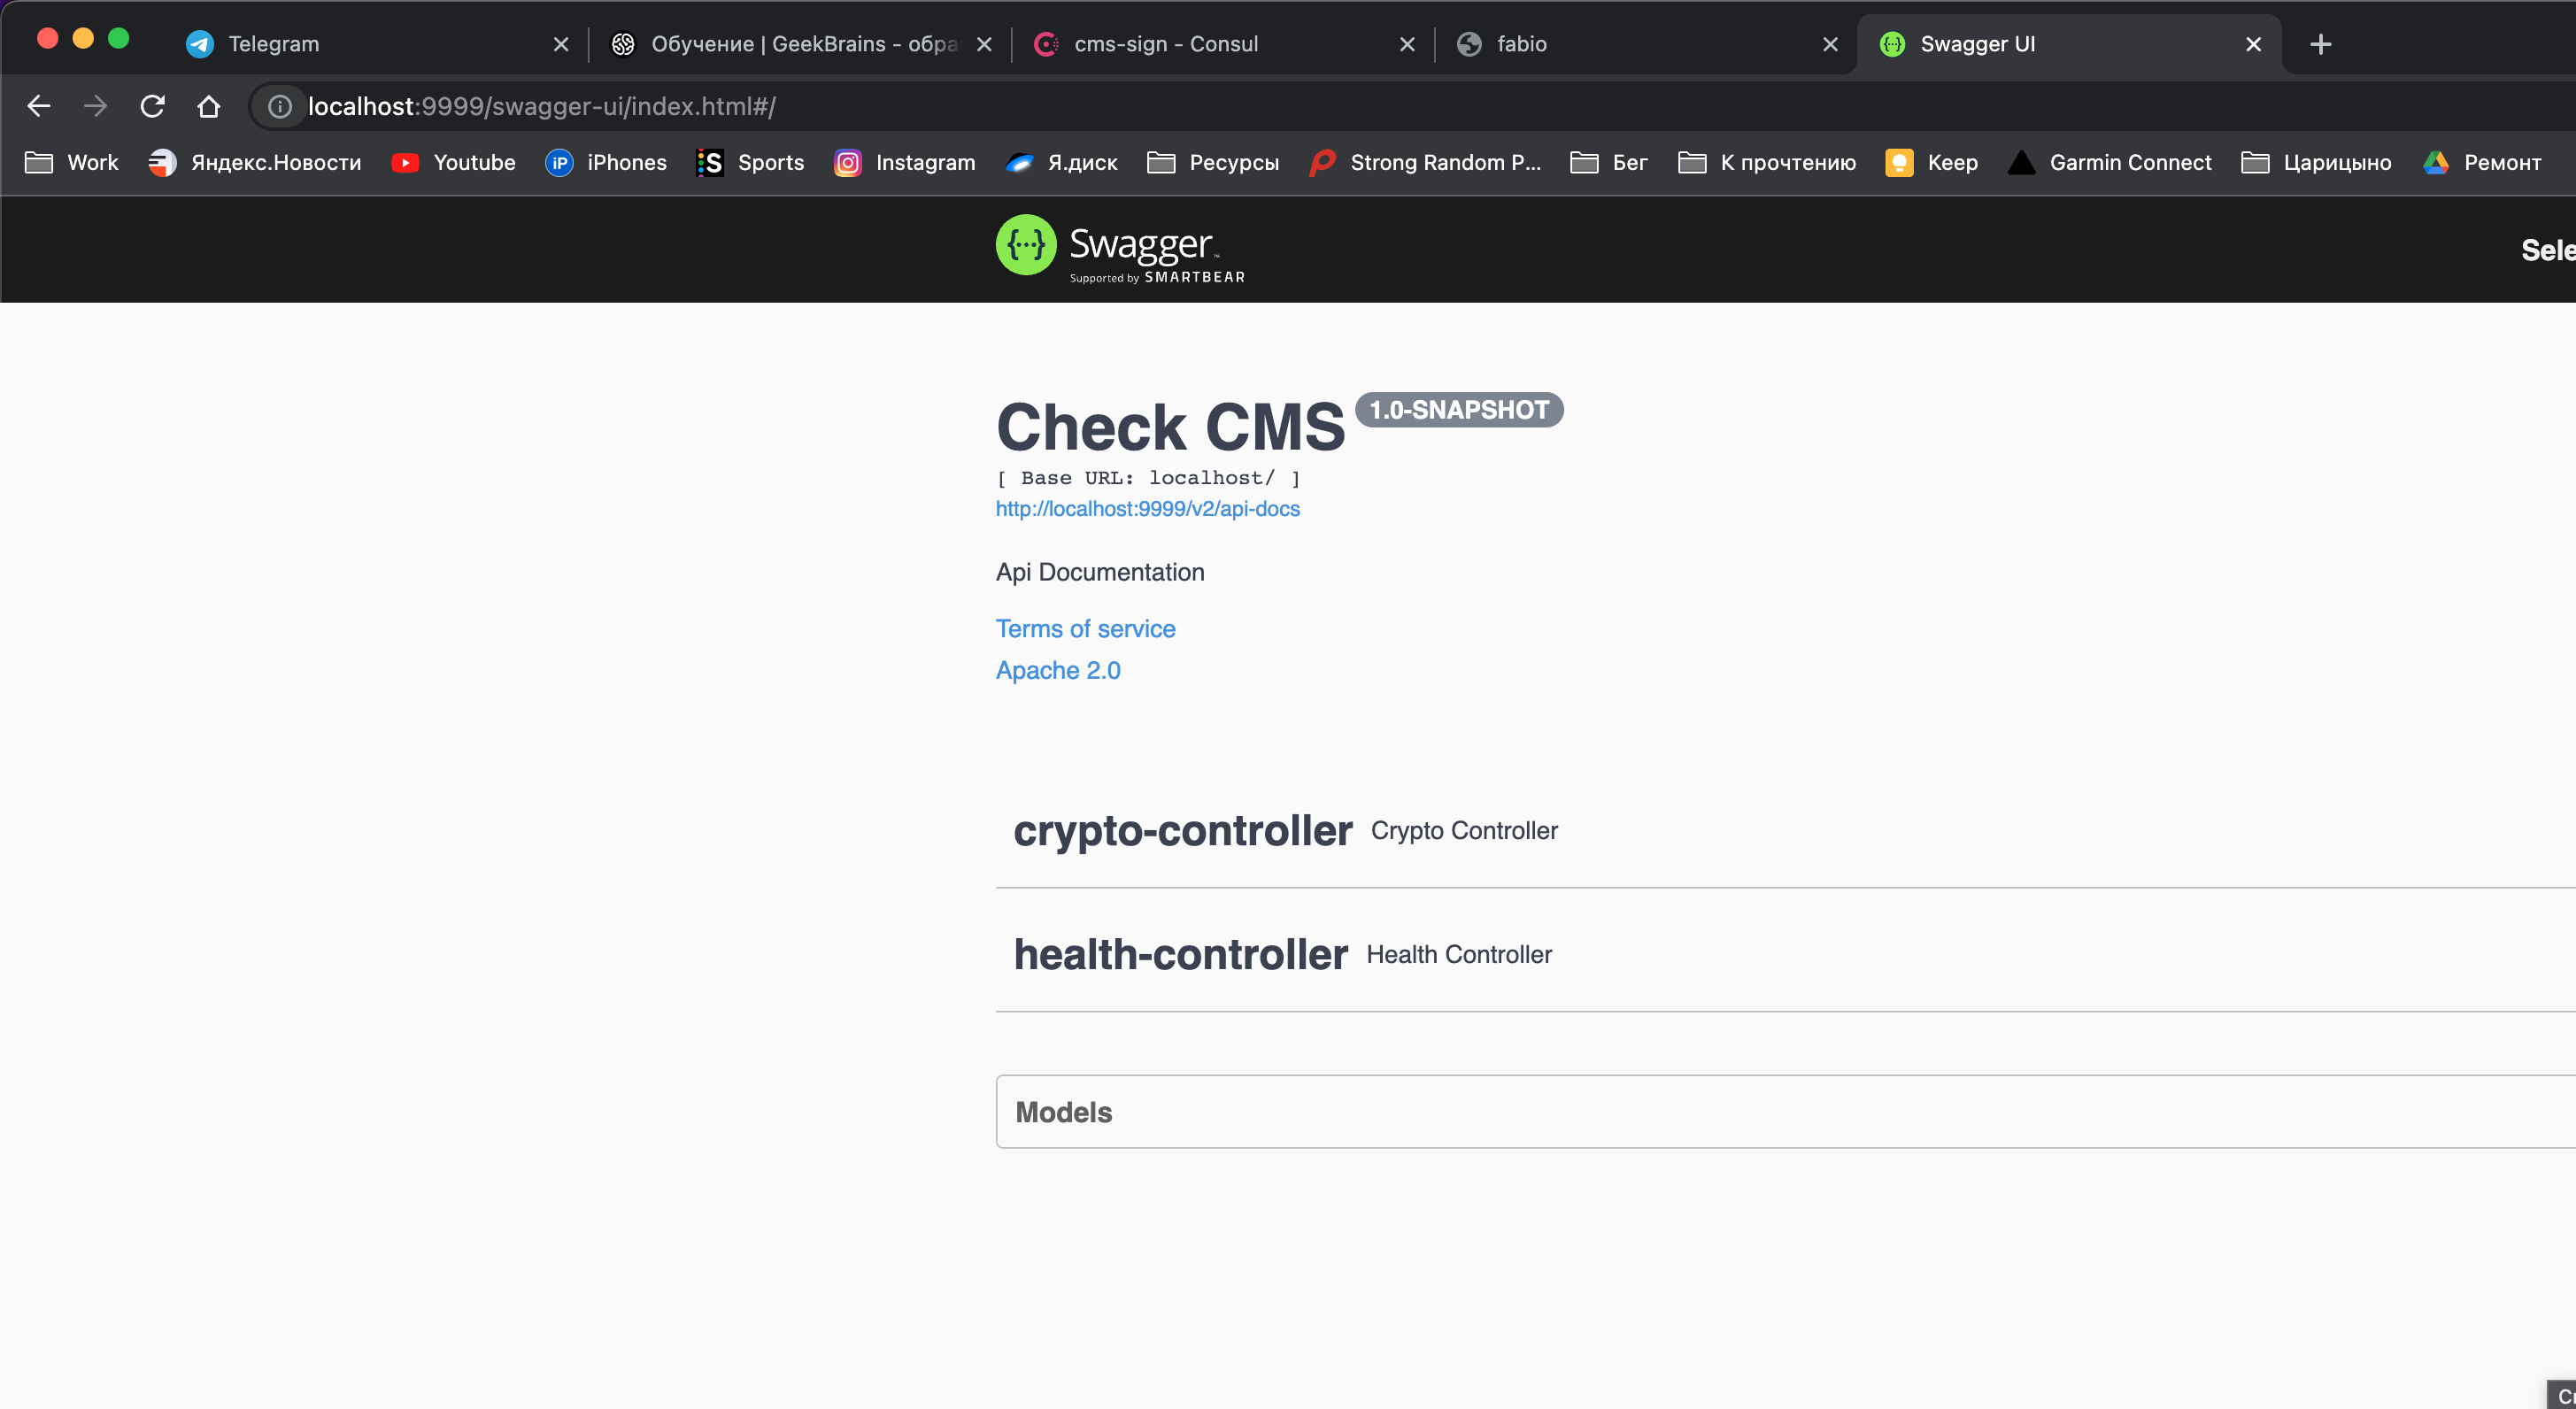 Telegram
Обучение | GeekBrains - обра
cms-sign - Consul
fabio
Swagger UI
localhost:9999/swagger-ui/index.html#/
Work
Яндекс.Новости
Youtube
iP iPhones
S Sports
Instagram
Я.диск
Ресурсы
Strong Random P...
Бег
К прочтению
Keep
Garmin Connect
Царицыно
Ремонт
{···} Swagger™
Supported by SMARTBEAR
Sele
Check CMS 1.0-SNAPSHOT
[ Base URL: localhost/ ]
http://localhost:9999/v2/api-docs
Api Documentation
Terms of service
Apache 2.0
crypto-controller Crypto Controller
health-controller Health Controller
Models